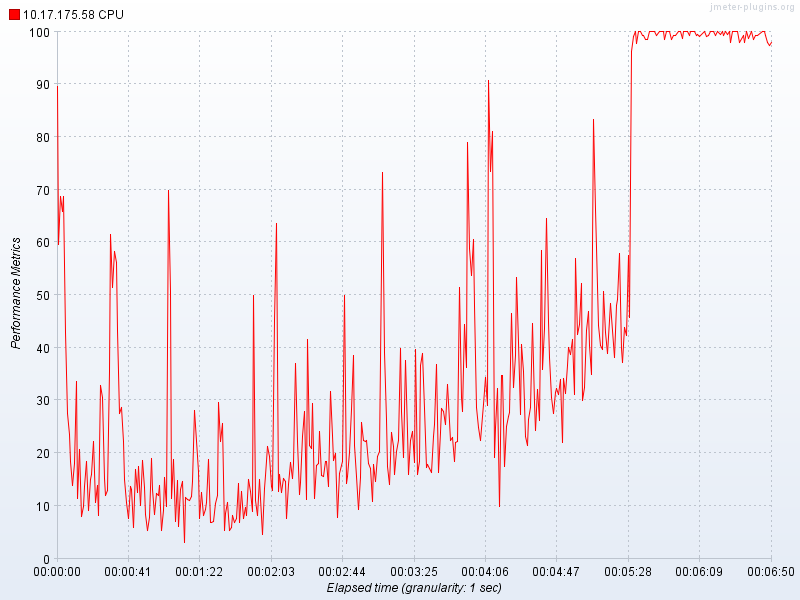 jmeter-plugins.org
10.17.175.58 CPU
100
90
80
70
60
50
40
30
20
10
0
Performance Metrics
00:00:00 00:00:41 00:01:22 00:02:03 00:02:44 00:03:25 00:04:06 00:04:47 00:05:28 00:06:09 00:06:50
Elapsed time (granularity: 1 sec)